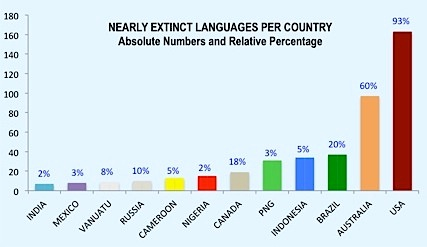 NEARLY EXTINCT LANGUAGES PER COUNTRY
Absolute Numbers and Relative Percentage
180
160
140
120
100
80
60
40
20
0
2%
3%
8%
10%
5%
2%
18%
3%
5%
20%
60%
93%
INDIA
MEXICO
VANUATU
RUSSIA
CAMEROON
NIGERIA
CANADA
PNG
INDONESIA
BRAZIL
AUSTRALIA
USA